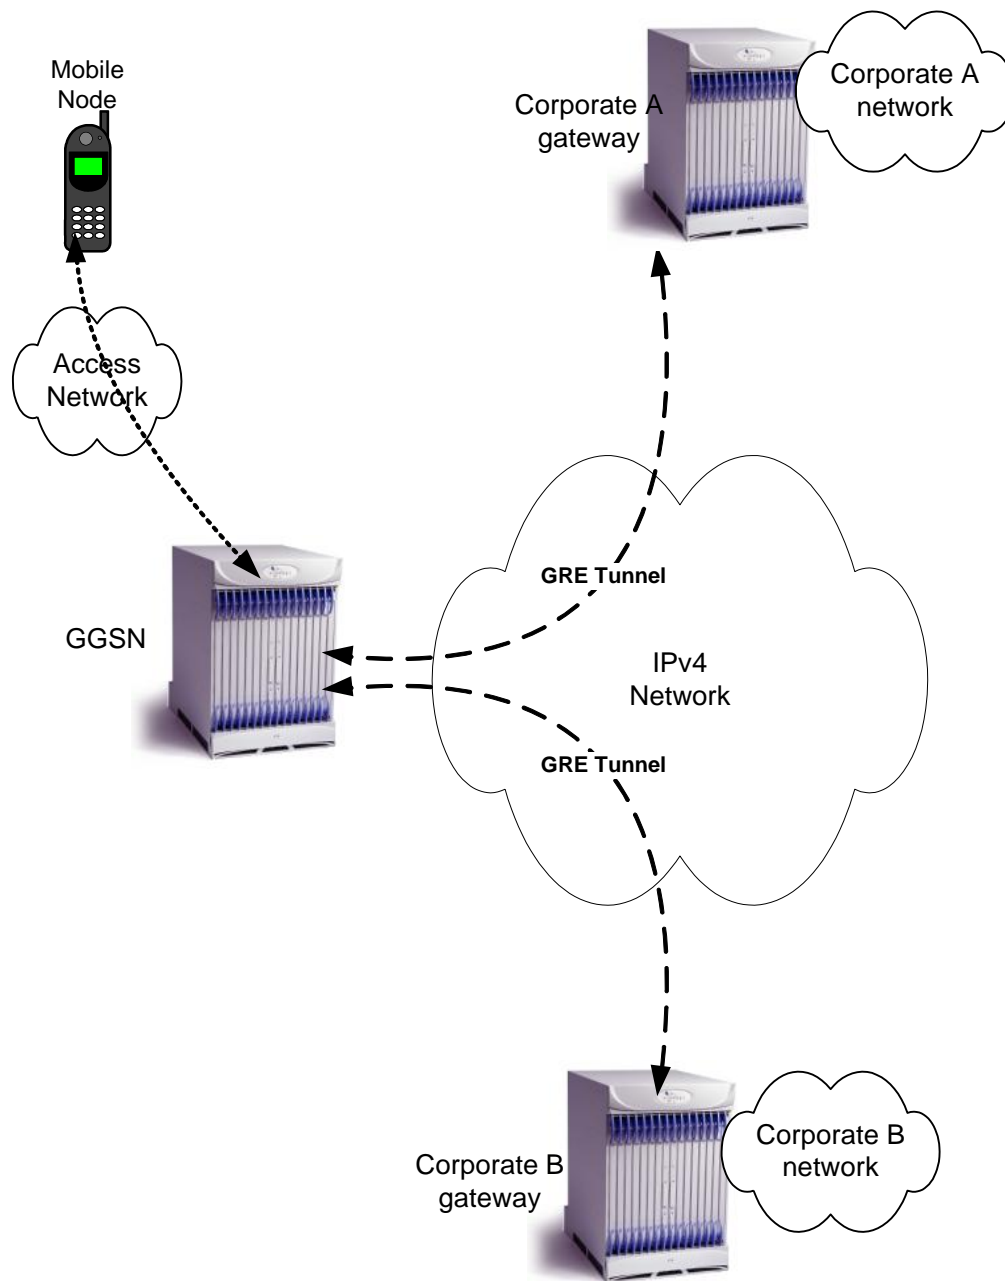 Mobile
Node
Corporate A
gateway
Corporate A
network
Access
Network
GRE Tunnel
GGSN
IPv4
Network
GRE Tunnel
Corporate B
gateway
Corporate B
network